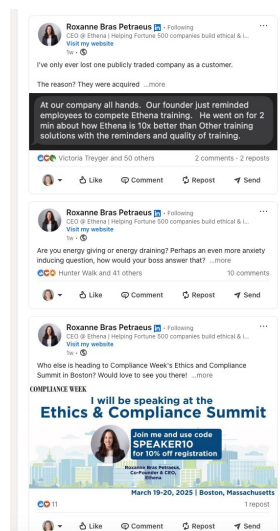 Roxanne Bras Petraeus in • Following
CEO @ Athena | Helping Fortune 500 companies build ethical & i...
Visit my website
1w •
I've only ever lost one publicly traded company as a customer.
The reason? They were acquired ...more
At our company all hands. Our founder just reminded
employees to compete Ethena training. He went on for 2
min about how Ethena is 10x better than Other training
solutions with the reminders and quality of training.
Victoria Treyger and 50 others 2 comments • 2 reposts
Like Comment Repost Send
Roxanne Bras Petraeus in • Following
CEO @ Ethena | Helping Fortune 500 companies build ethical & i...
Visit my website
1w •
Are you energy giving or energy draining? Perhaps an even more anxiety
inducing question, how would your boss answer that? ...more
Hunter Walk and 41 others 10 comments
Like Comment Repost Send
Roxanne Bras Petraeus in • Following
CEO @ Ethena | Helping Fortune 500 companies build ethical & i...
Visit my website
1w •
Who else is heading to Compliance Week's Ethics and Compliance
Summit in Boston? Would love to see you there! ...more
COMPLIANCE WEEK
I will be speaking at the
Ethics & Compliance Summit
Join me and use code
SPEAKER10
for 10% off registration
Roxanne Bras Petraeus,
Co-Founder & CEO,
Ethena
March 19-20, 2025 | Boston, Massachusetts
11 1 repost
Like Comment Repost Send